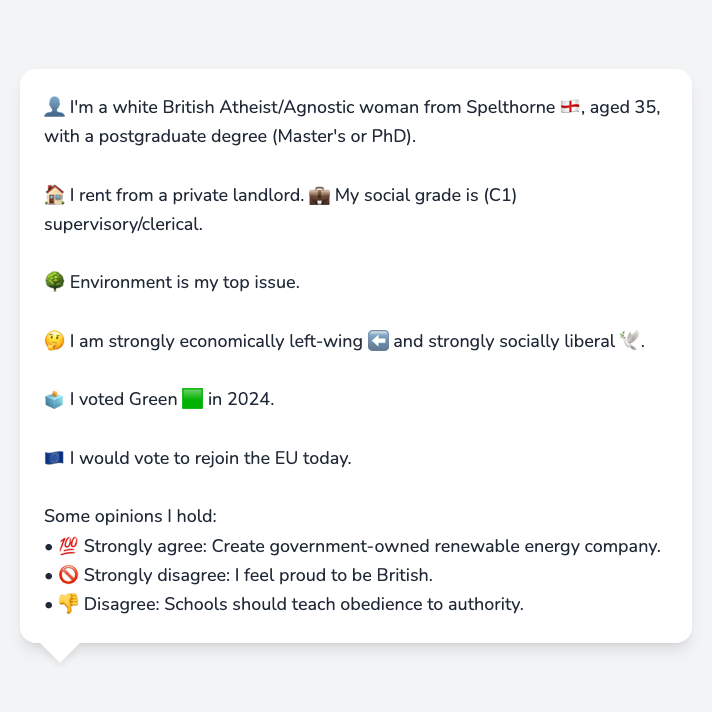 👤 I'm a white British Atheist/Agnostic woman from Spelthorne 🏴󠁧󠁢󠁥󠁮󠁧󠁿, aged 35,
with a postgraduate degree (Master's or PhD).
🏠 I rent from a private landlord. 💼 My social grade is (C1)
supervisory/clerical.
🌳 Environment is my top issue.
🤔 I am strongly economically left-wing ⬅️ and strongly socially liberal 🕊️.
🗳️ I voted Green 🟩 in 2024.
🇪🇺 I would vote to rejoin the EU today.
Some opinions I hold:
• 💯 Strongly agree: Create government-owned renewable energy company.
• 🚫 Strongly disagree: I feel proud to be British.
• 👎 Disagree: Schools should teach obedience to authority.